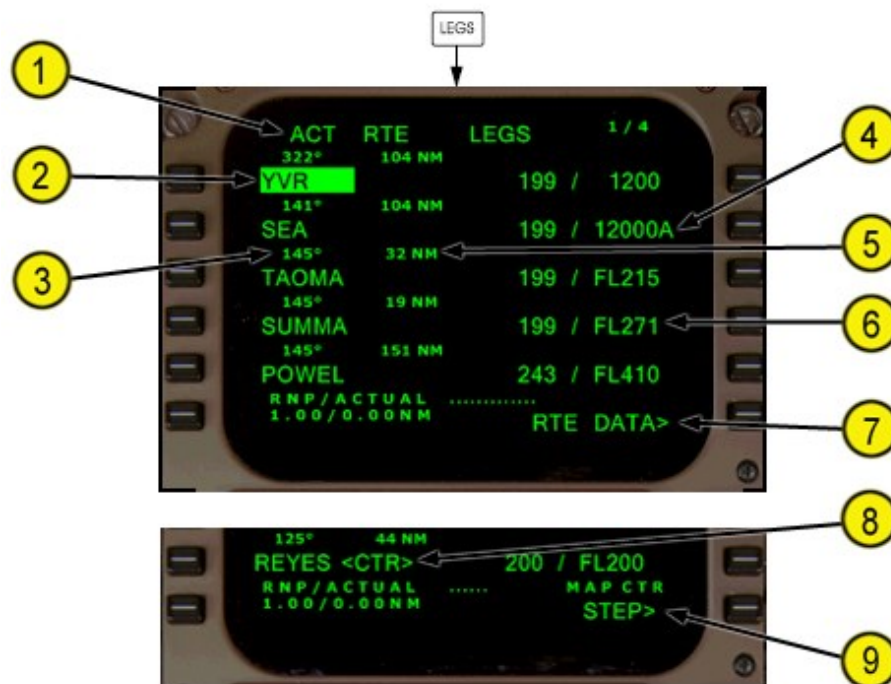 LEGS
1
ACT RTE LEGS 1 / 4
322° 104 NM
2
YVR 199 / 1200
4
141° 104 NM
SEA 199 / 12000A
3
145° 32 NM
5
TAOMA 199 / FL215
145° 19 NM
SUMMA 199 / FL271
6
145° 151 NM
POWEL 243 / FL410
RNP/ACTUAL .............
1.00/0.00NM RTE DATA>
7
8
125° 44 NM
REYES <CTR> 200 / FL200
RNP/ACTUAL ...... MAP CTR
1.00/0.00NM STEP>
9